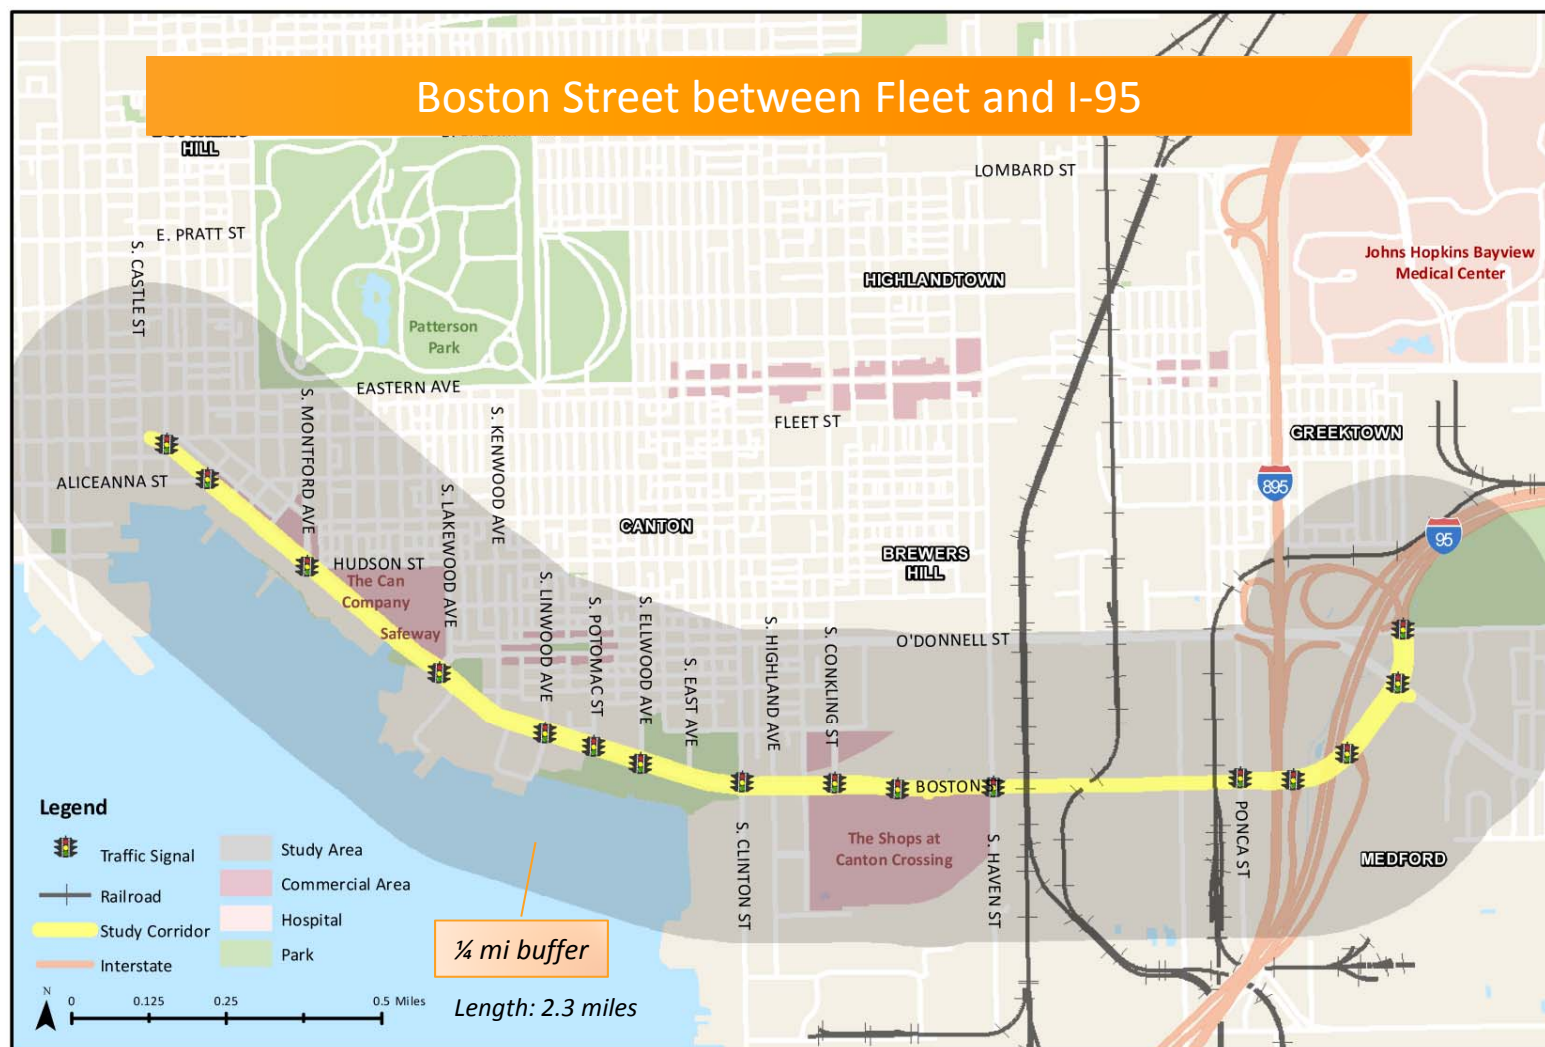 Boston Street between Fleet and I-95
HILL
LOMBARD ST
E. PRATT ST
S. CASTLE ST
Johns Hopkins Bayview
Medical Center
HIGHLANDTOWN
Patterson
Park
EASTERN AVE
S. MONTFORD AVE
S. KENWOOD AVE
FLEET ST
GREEKTOWN
ALICEANNA ST
895
95
S. LAKEWOOD AVE
CANTON
BREWERS
HILL
HUDSON ST
The Can
Company
Safeway
S. LINWOOD AVE
S. POTOMAC ST
S. ELLWOOD AVE
S. EAST AVE
S. HIGHLAND AVE
S. CONKLING ST
O'DONNELL ST
BOSTON ST
S. CLINTON ST
The Shops at
Canton Crossing
S. HAVEN ST
PONCA ST
MEDFORD
Legend
Traffic Signal
Railroad
Study Corridor
Interstate
Study Area
Commercial Area
Hospital
Park
¼ mi buffer
Length: 2.3 miles
N
0 0.125 0.25 0.5 Miles